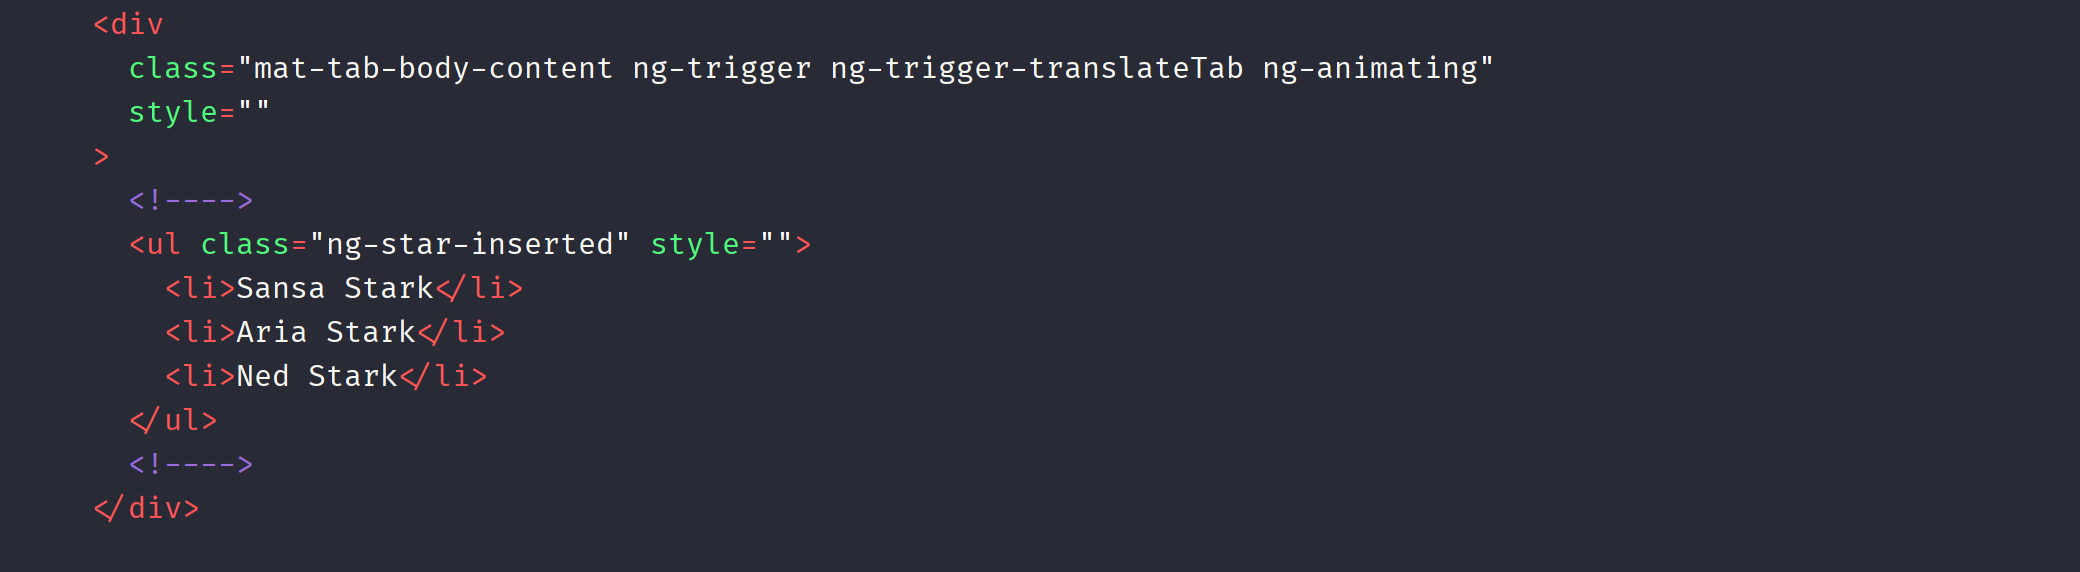 <div
class="mat-tab-body-content ng-trigger ng-trigger-translateTab ng-animating"
style=""
>
<!---->
<ul class="ng-star-inserted" style="">
<li>Sansa Stark</li>
<li>Aria Stark</li>
<li>Ned Stark</li>
</ul>
<!---->
</div>